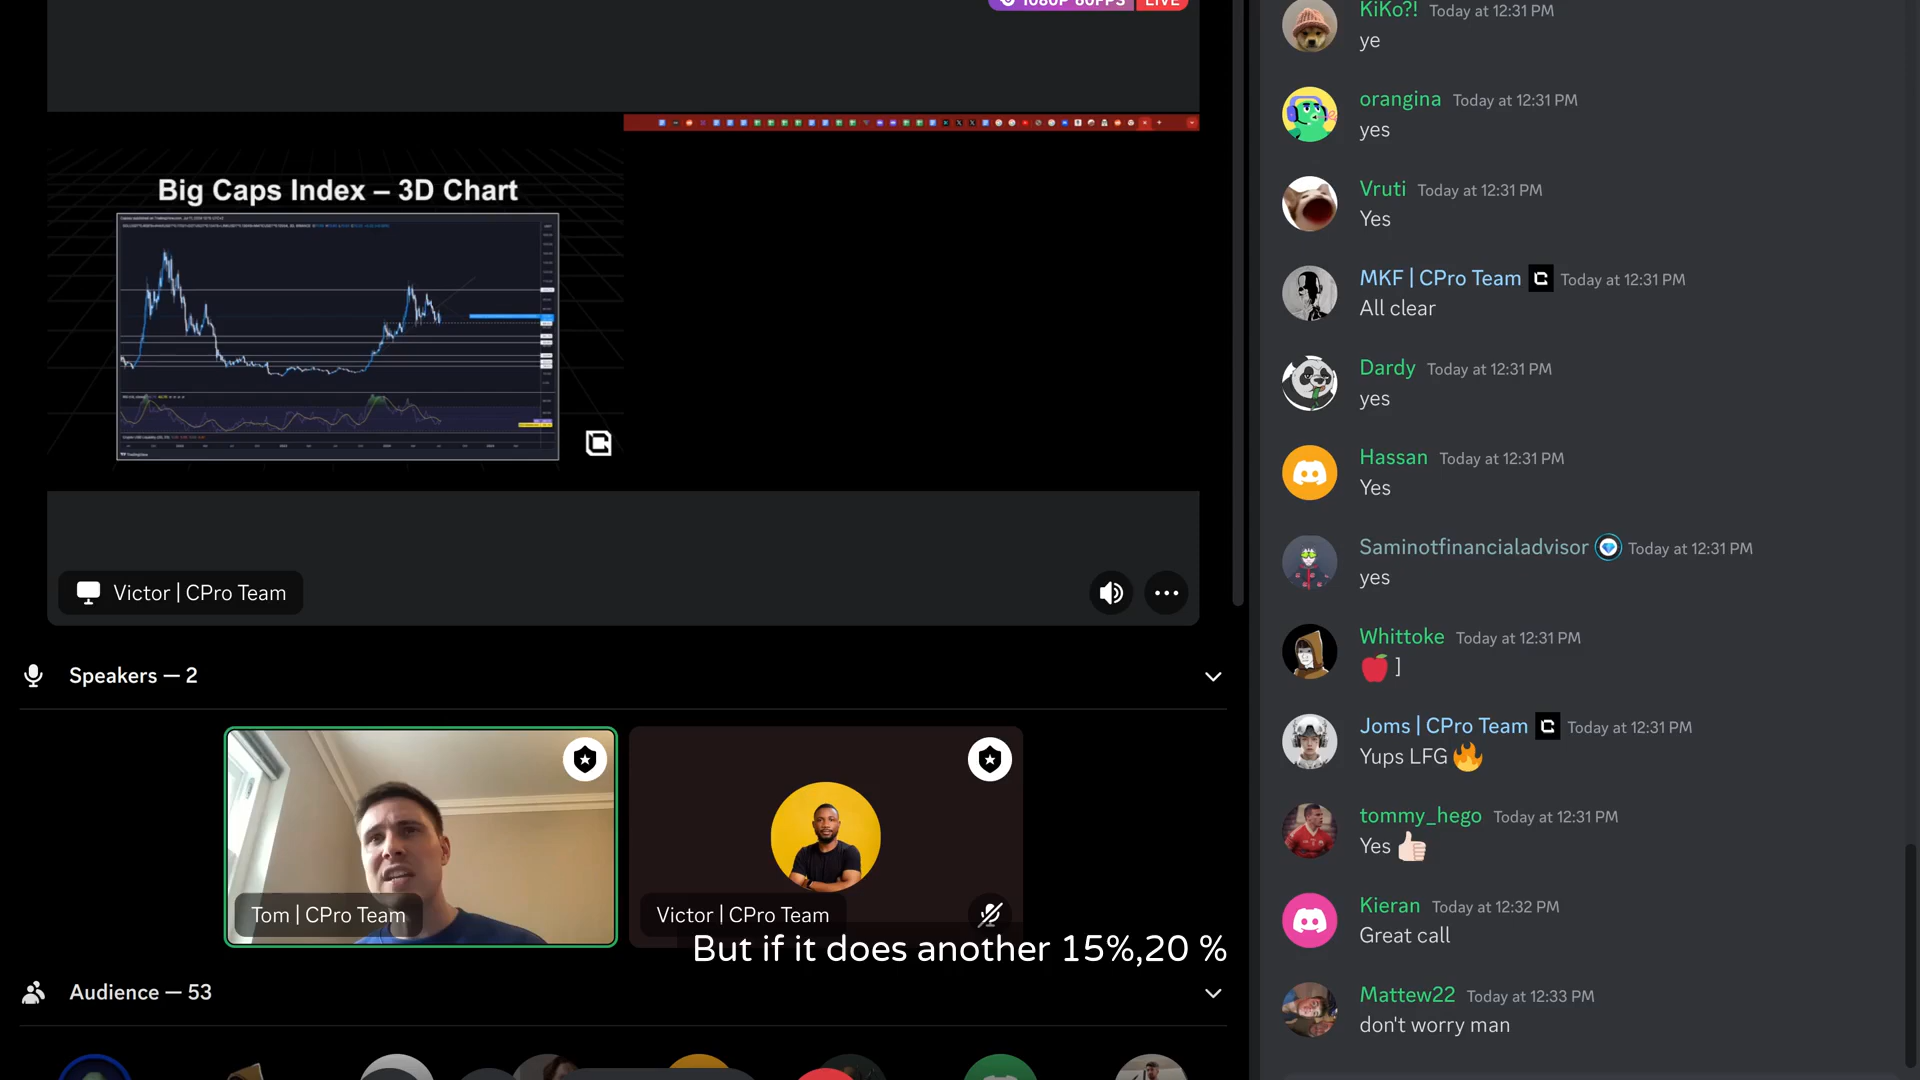 1080P 60FPS LIVE
Big Caps Index – 3D Chart
TradingView
Victor | CPro Team
Speakers — 2
Tom | CPro Team
Victor | CPro Team
But if it does another 15%,20 %
Audience — 53
KiKo?! Today at 12:31 PM
ye
orangina Today at 12:31 PM
yes
Vruti Today at 12:31 PM
Yes
MKF | CPro Team Today at 12:31 PM
All clear
Dardy Today at 12:31 PM
yes
Hassan Today at 12:31 PM
Yes
Saminotfinancialadvisor Today at 12:31 PM
yes
Whittoke Today at 12:31 PM
]
Joms | CPro Team Today at 12:31 PM
Yups LFG
tommy_hego Today at 12:31 PM
Yes
Kieran Today at 12:32 PM
Great call
Mattew22 Today at 12:33 PM
don't worry man